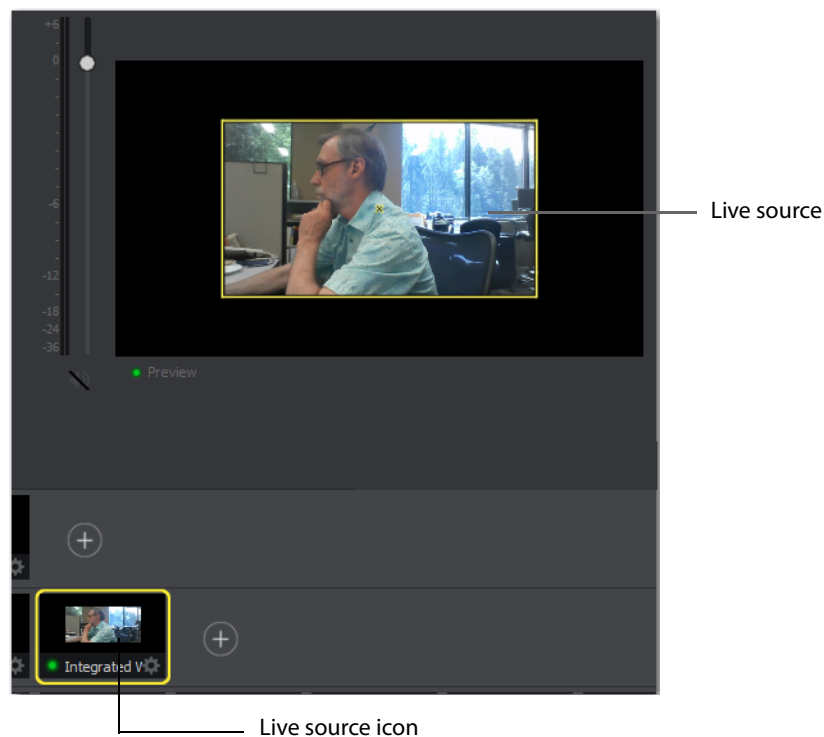 +6
0
-6
-12
-18
-24
-36
Live source
Preview
Integrated W
Live source icon